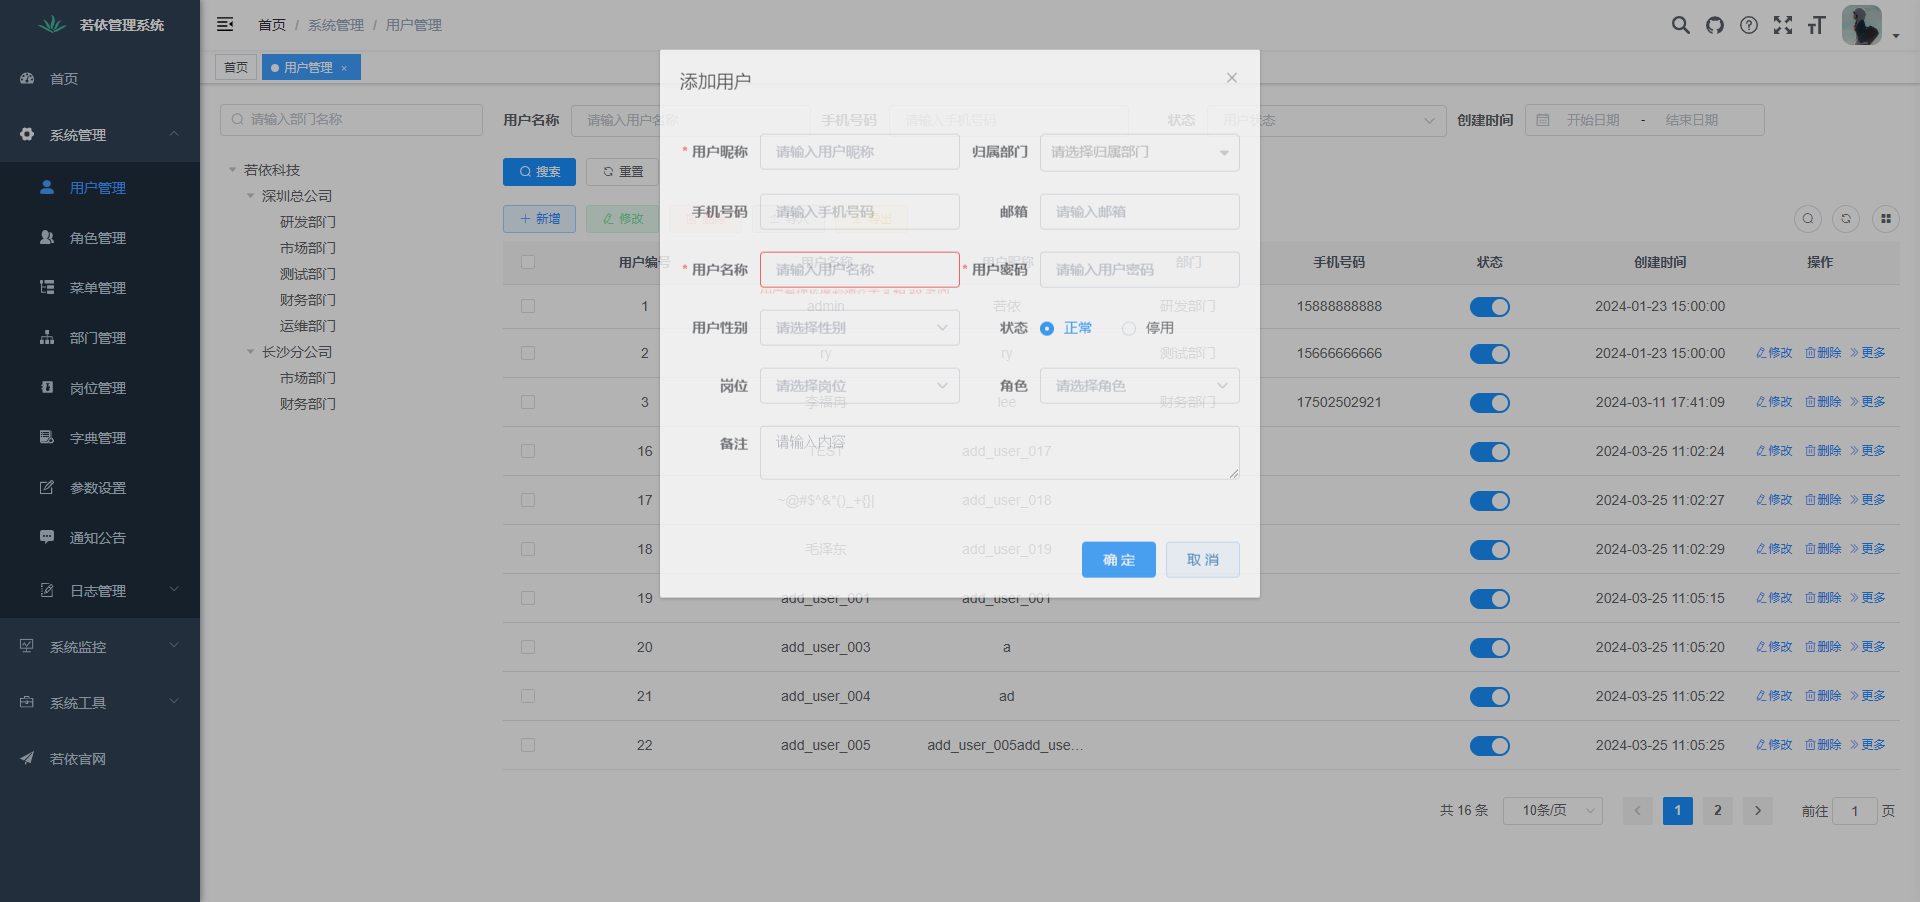 若依管理系统
首页 / 系统管理 / 用户管理
首页
用户管理 ×
首页
系统管理
用户管理
角色管理
菜单管理
部门管理
岗位管理
字典管理
参数设置
通知公告
日志管理
系统监控
系统工具
若依官网
请输入部门名称
若依科技
深圳总公司
研发部门
市场部门
测试部门
财务部门
运维部门
长沙分公司
市场部门
财务部门
用户名称 请输入用户名称 手机号码 请输入手机号码 状态 用户状态 创建时间 开始日期 - 结束日期
搜索 重置
新增 修改
添加用户
* 用户昵称 请输入用户昵称 归属部门 请选择归属部门
手机号码 请输入手机号码 邮箱 请输入邮箱
* 用户名称 请输入用户名称 * 用户密码 请输入用户密码
用户性别 请选择性别 状态 正常 停用
岗位 请选择岗位 角色 请选择角色
备注 请输入内容
确 定 取 消
用户编号 用户名称 用户昵称 部门 手机号码 状态 创建时间 操作
1 admin 若依 研发部门 15888888888 2024-01-23 15:00:00
2 ry ry 测试部门 15666666666 2024-01-23 15:00:00 修改 删除 更多
3 李福冉 lee 财务部门 17502502921 2024-03-11 17:41:09 修改 删除 更多
16 TEST add_user_017 2024-03-25 11:02:24 修改 删除 更多
17 ~@#$^&*()_+{}| add_user_018 2024-03-25 11:02:27 修改 删除 更多
18 毛泽东 add_user_019 2024-03-25 11:02:29 修改 删除 更多
19 add_user_001 add_user_001 2024-03-25 11:05:15 修改 删除 更多
20 add_user_003 a 2024-03-25 11:05:20 修改 删除 更多
21 add_user_004 ad 2024-03-25 11:05:22 修改 删除 更多
22 add_user_005 add_user_005add_use... 2024-03-25 11:05:25 修改 删除 更多
共 16 条 10条/页 1 2 前往 1 页